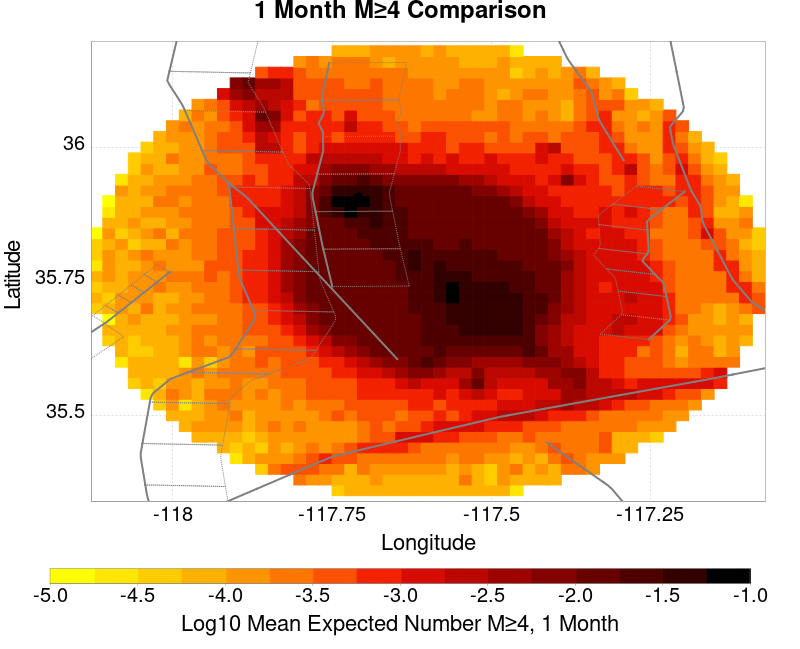 1 Month M≥4 Comparison
36
35.75
35.5
Latitude
-118 -117.75 -117.5 -117.25
Longitude
-5.0 -4.5 -4.0 -3.5 -3.0 -2.5 -2.0 -1.5 -1.0
Log10 Mean Expected Number M≥4, 1 Month